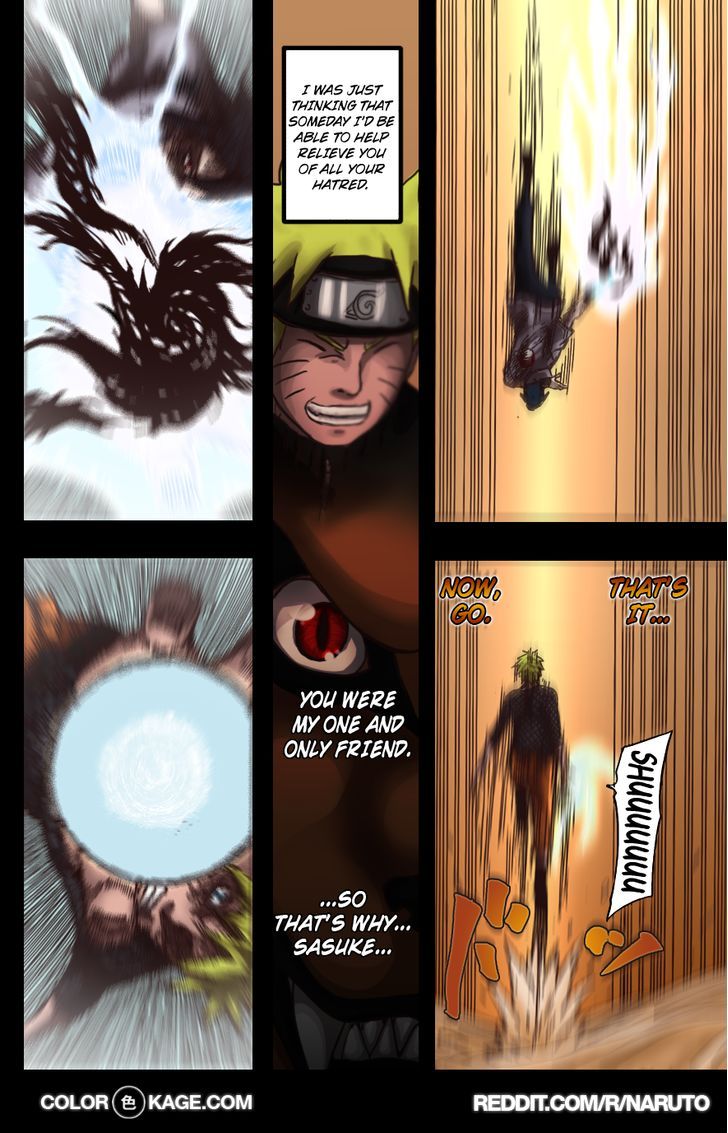 I WAS JUST
THINKING THAT
SOMEDAY I'D BE
ABLE TO HELP
RELIEVE YOU
OF ALL YOUR
HATRED.
THAT'S
IT...
NOW,
GO.
SHUUUUUUU
YOU WERE
MY ONE AND
ONLY FRIEND.
...SO
THAT'S WHY...
SASUKE...
COLOR 色 KAGE.COM
REDDIT.COM/R/NARUTO